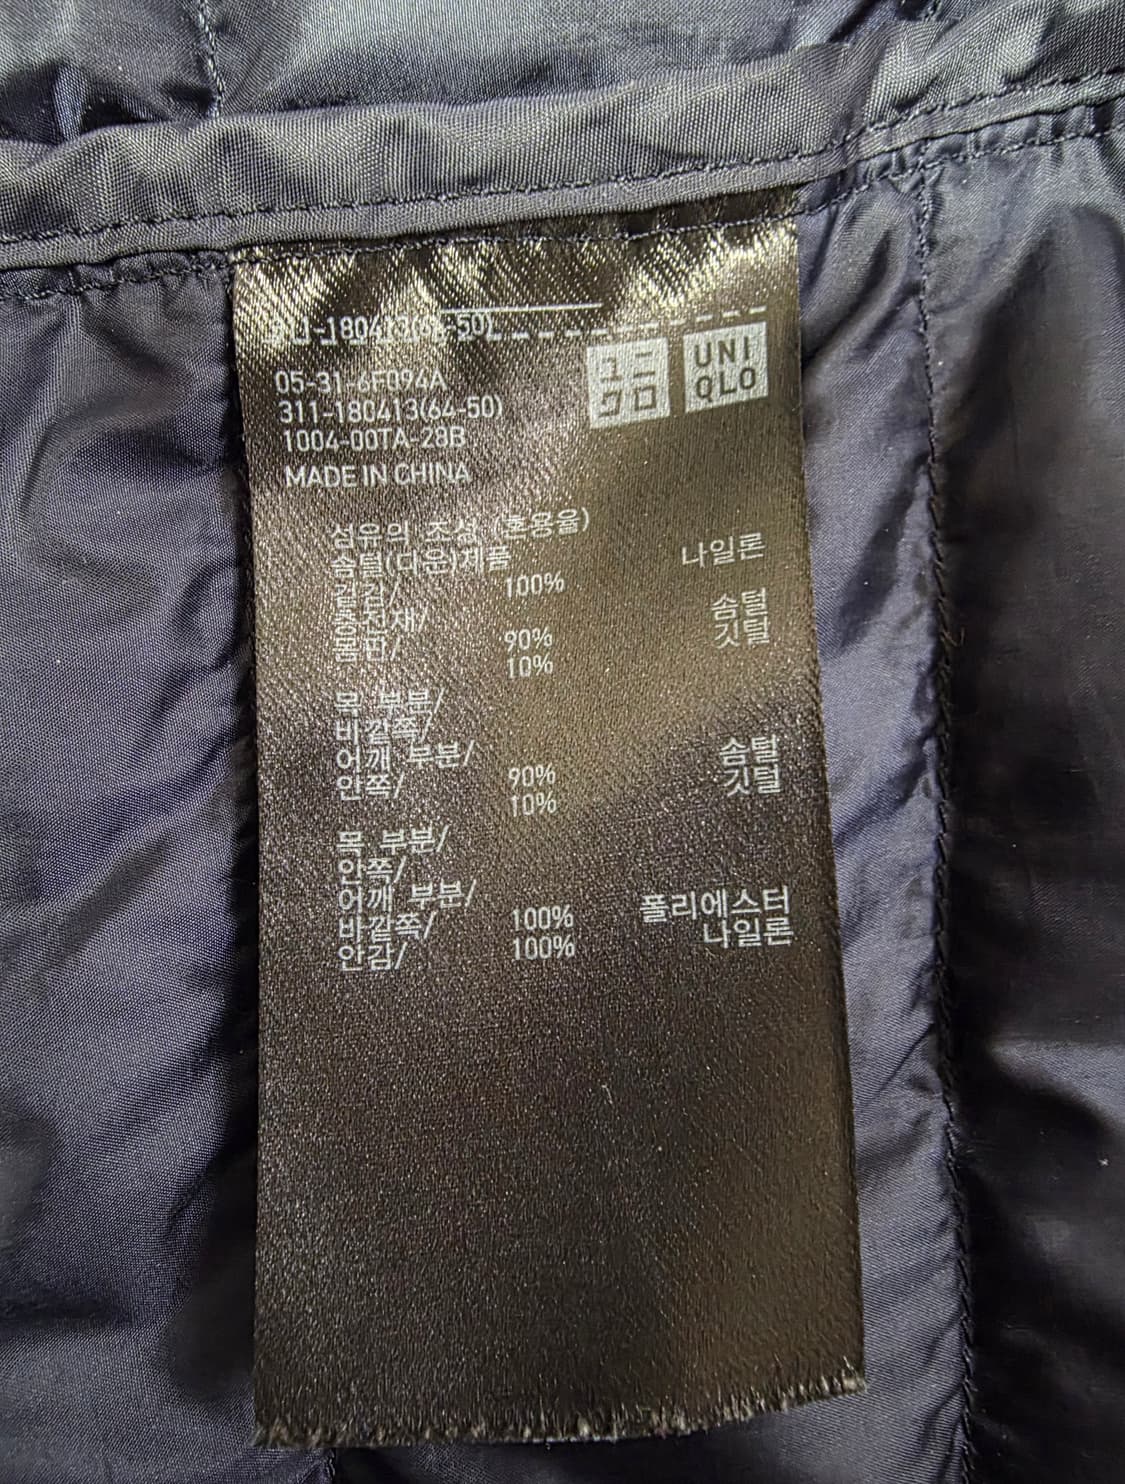 311-180413(64-50)
05-31-6F094A
311-180413(64-50)
1004-00TA-28B
MADE IN CHINA
ユニ
クロ
UNI
QLO
섬유의 조성 (혼용율)
솜털(다운)제품
겉감/ 100% 나일론
충전재/
몸판/ 90% 솜털
10% 깃털
목 부분/
바깥쪽/
어깨 부분/
안쪽/ 90% 솜털
10% 깃털
목 부분/
안쪽/
어깨 부분/
바깥쪽/ 100% 폴리에스터
안감/ 100% 나일론